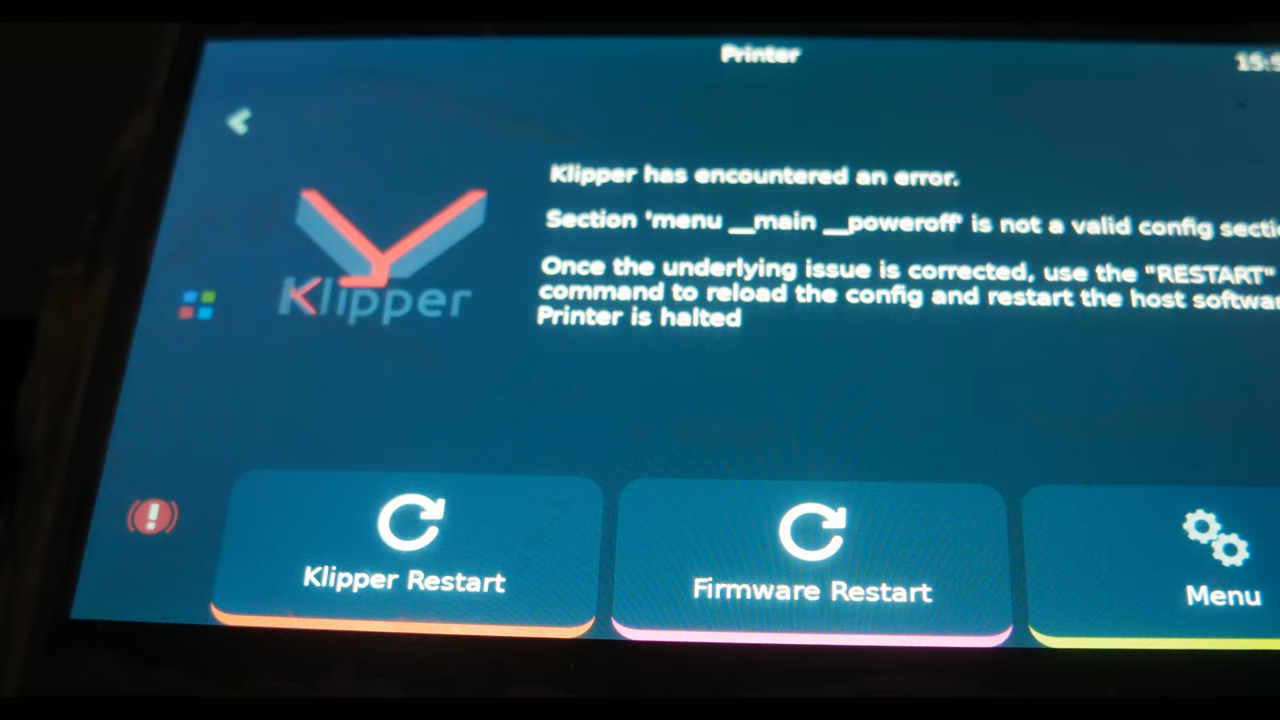 Printer
Klipper has encountered an error.
Section 'menu __main __poweroff' is not a valid config
Once the underlying issue is corrected, use the "RESTART"
command to reload the config and restart the host
Printer is halted
Klipper
Klipper Restart
Firmware Restart
Menu